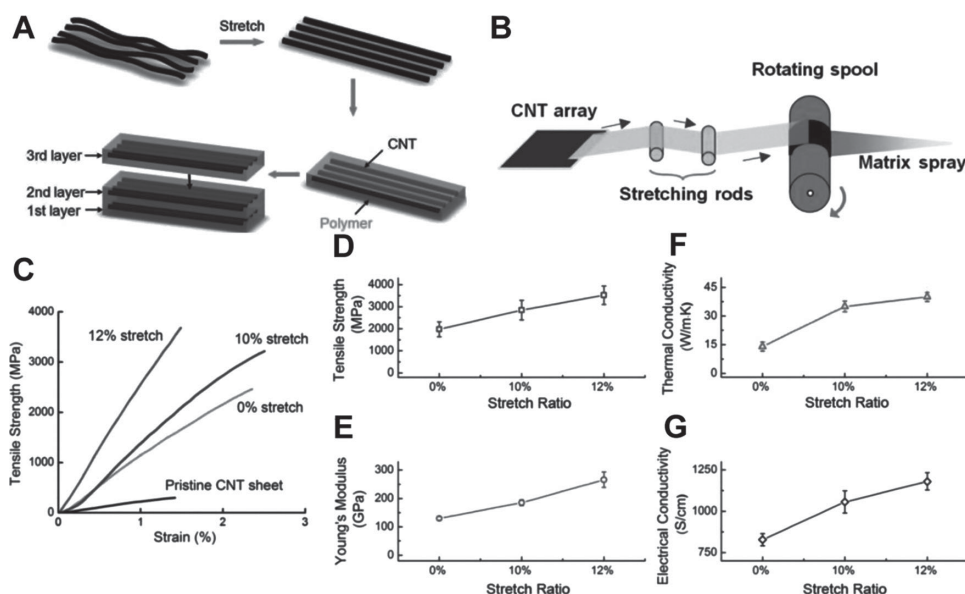 A
Stretch
CNT
Polymer
3rd layer
2nd layer
1st layer
B
CNT array
Rotating spool
Stretching rods
Matrix spray
C
Tensile Strength (MPa)
4000
3000
2000
1000
0
12% stretch
10% stretch
0% stretch
Pristine CNT sheet
0 1 2 3
Strain (%)
D
Tensile Strength
(MPa)
4000
3000
2000
1000
0
0% 10% 12%
Stretch Ratio
E
Young's Modulus
(GPa)
300
200
100
0
0% 10% 12%
Stretch Ratio
F
Thermal Conductivity
(W/mK)
45
30
15
0
0% 10% 12%
Stretch Ratio
G
Electrical Conductivity
(S/cm)
1250
1000
750
0% 10% 12%
Stretch Ratio